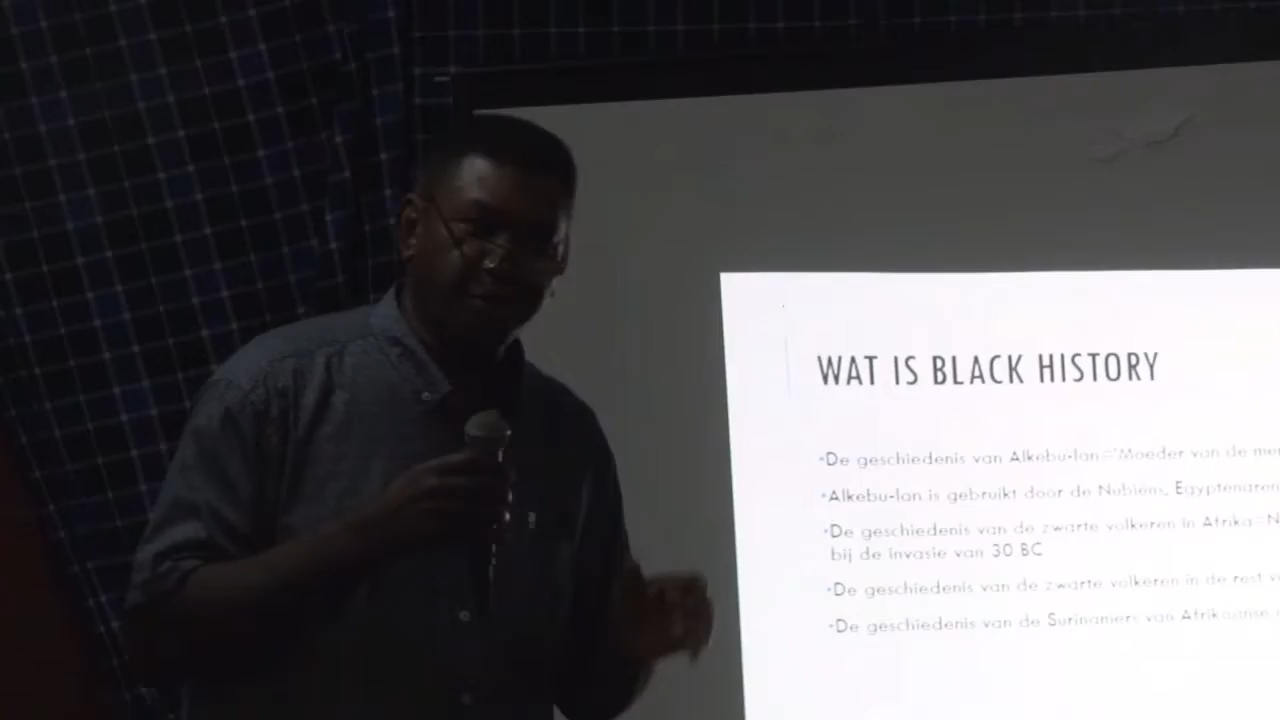 WAT IS BLACK HISTORY
•De geschiedenis van Alkebu-lan="Moeder van de
•Alkebu-lan is gebruikt door de Nubiens, Egyptenaren
•De geschiedenis van de zwarte volkeren in Afrika=
bij de invasie van 30 BC
•De geschiedenis van de zwarte volkeren in de rest
•De geschiedenis van de Surinamers van Afrikaanse